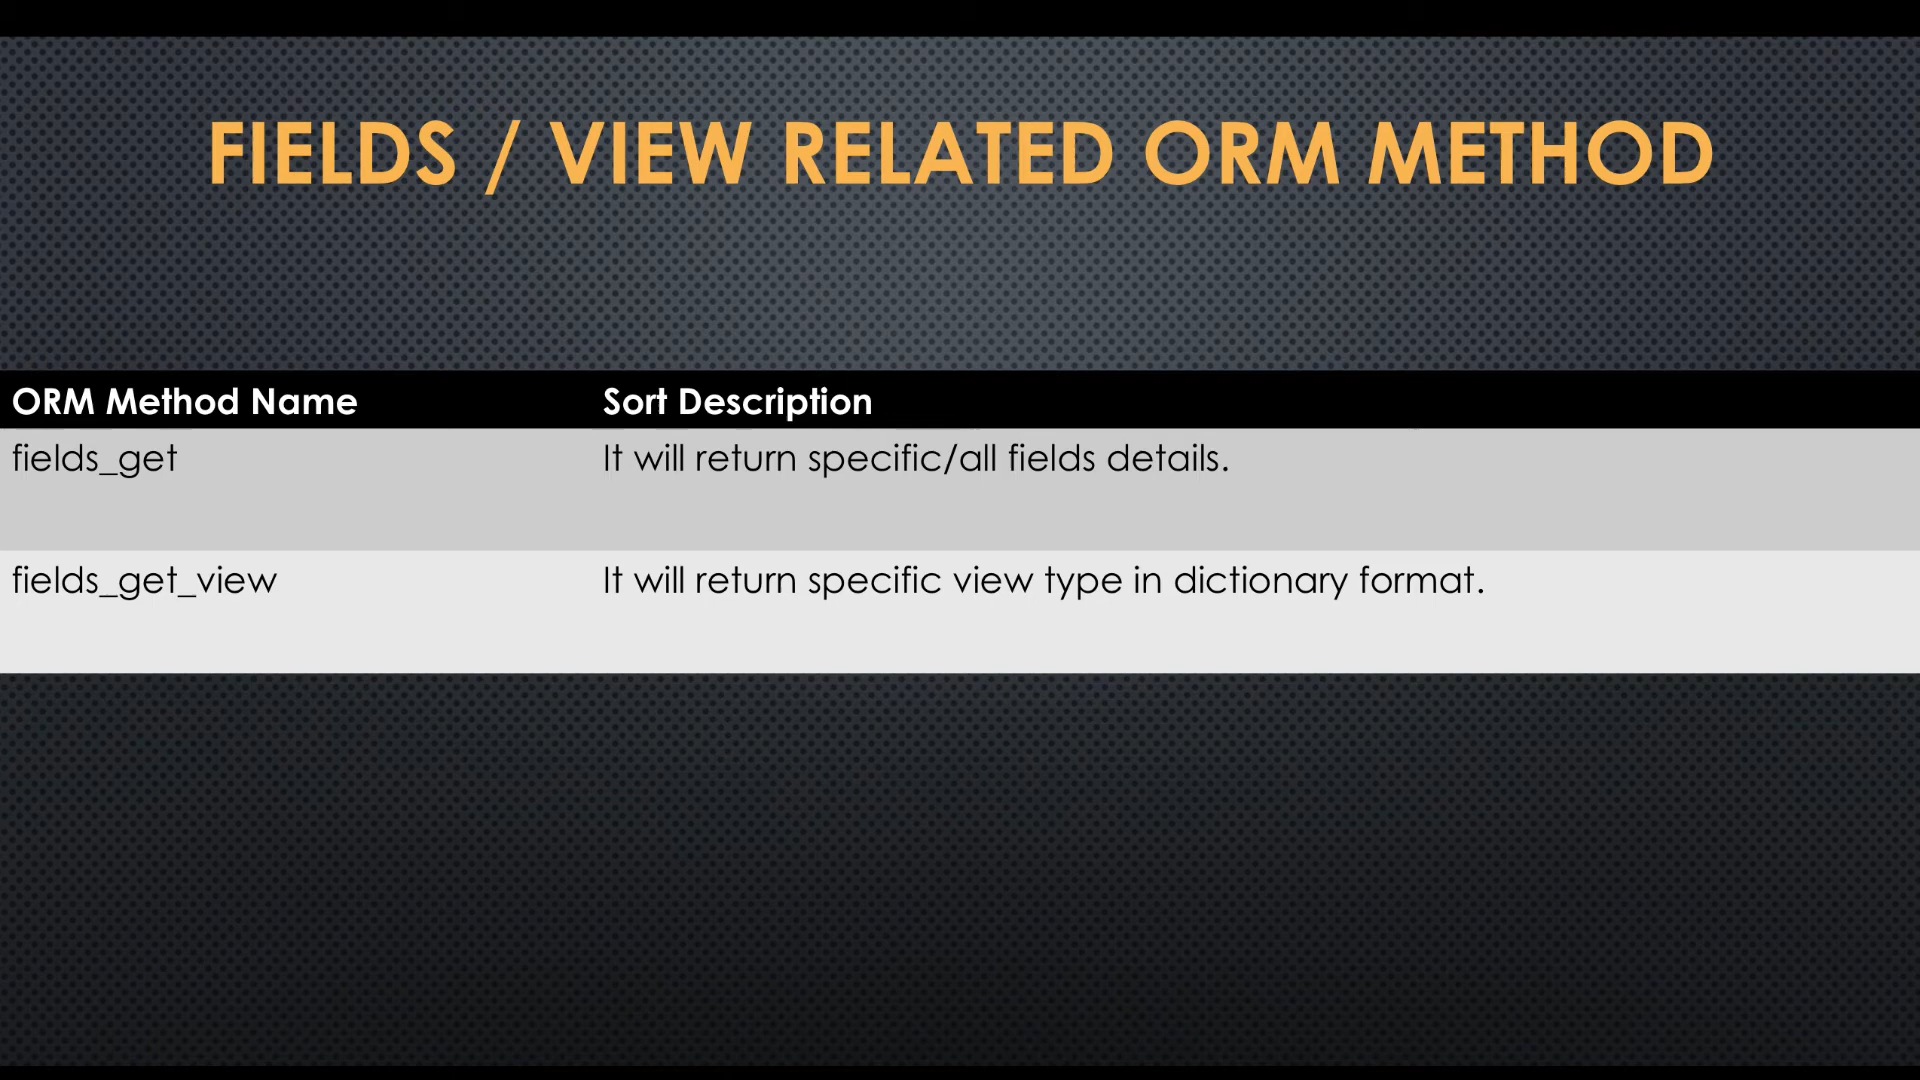 FIELDS / VIEW RELATED ORM METHOD
ORM Method Name Sort Description
fields_get It will return specific/all fields details.
fields_get_view It will return specific view type in dictionary format.